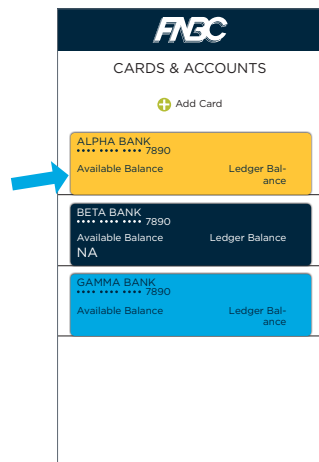 FNBC
CARDS & ACCOUNTS
Add Card
ALPHA BANK
•••• •••• •••• 7890
Available Balance Ledger Bal-
ance
BETA BANK
•••• •••• •••• 7890
Available Balance Ledger Balance
NA
GAMMA BANK
•••• •••• •••• 7890
Available Balance Ledger Bal-
ance